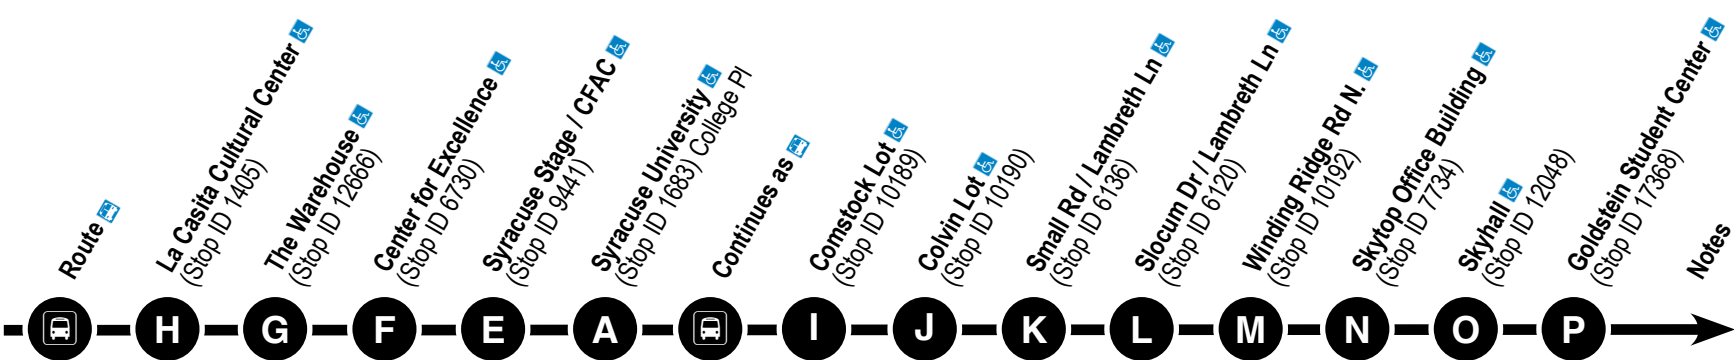 Route
La Casita Cultural Center
(Stop ID 1405)
The Warehouse
(Stop ID 12666)
Center for Excellence
(Stop ID 6730)
Syracuse Stage / CFAC
(Stop ID 9441)
Syracuse University
(Stop ID 1683) College Pl
Continues as
Comstock Lot
(Stop ID 10189)
Colvin Lot
(Stop ID 10190)
Small Rd / Lambreth Ln
(Stop ID 6136)
Slocum Dr / Lambreth Ln
(Stop ID 6120)
Winding Ridge Rd N.
(Stop ID 10192)
Skytop Office Building
(Stop ID 7734)
Skyhall
(Stop ID 12048)
Goldstein Student Center
(Stop ID 17368)
Notes
H G F E A I J K L M N O P